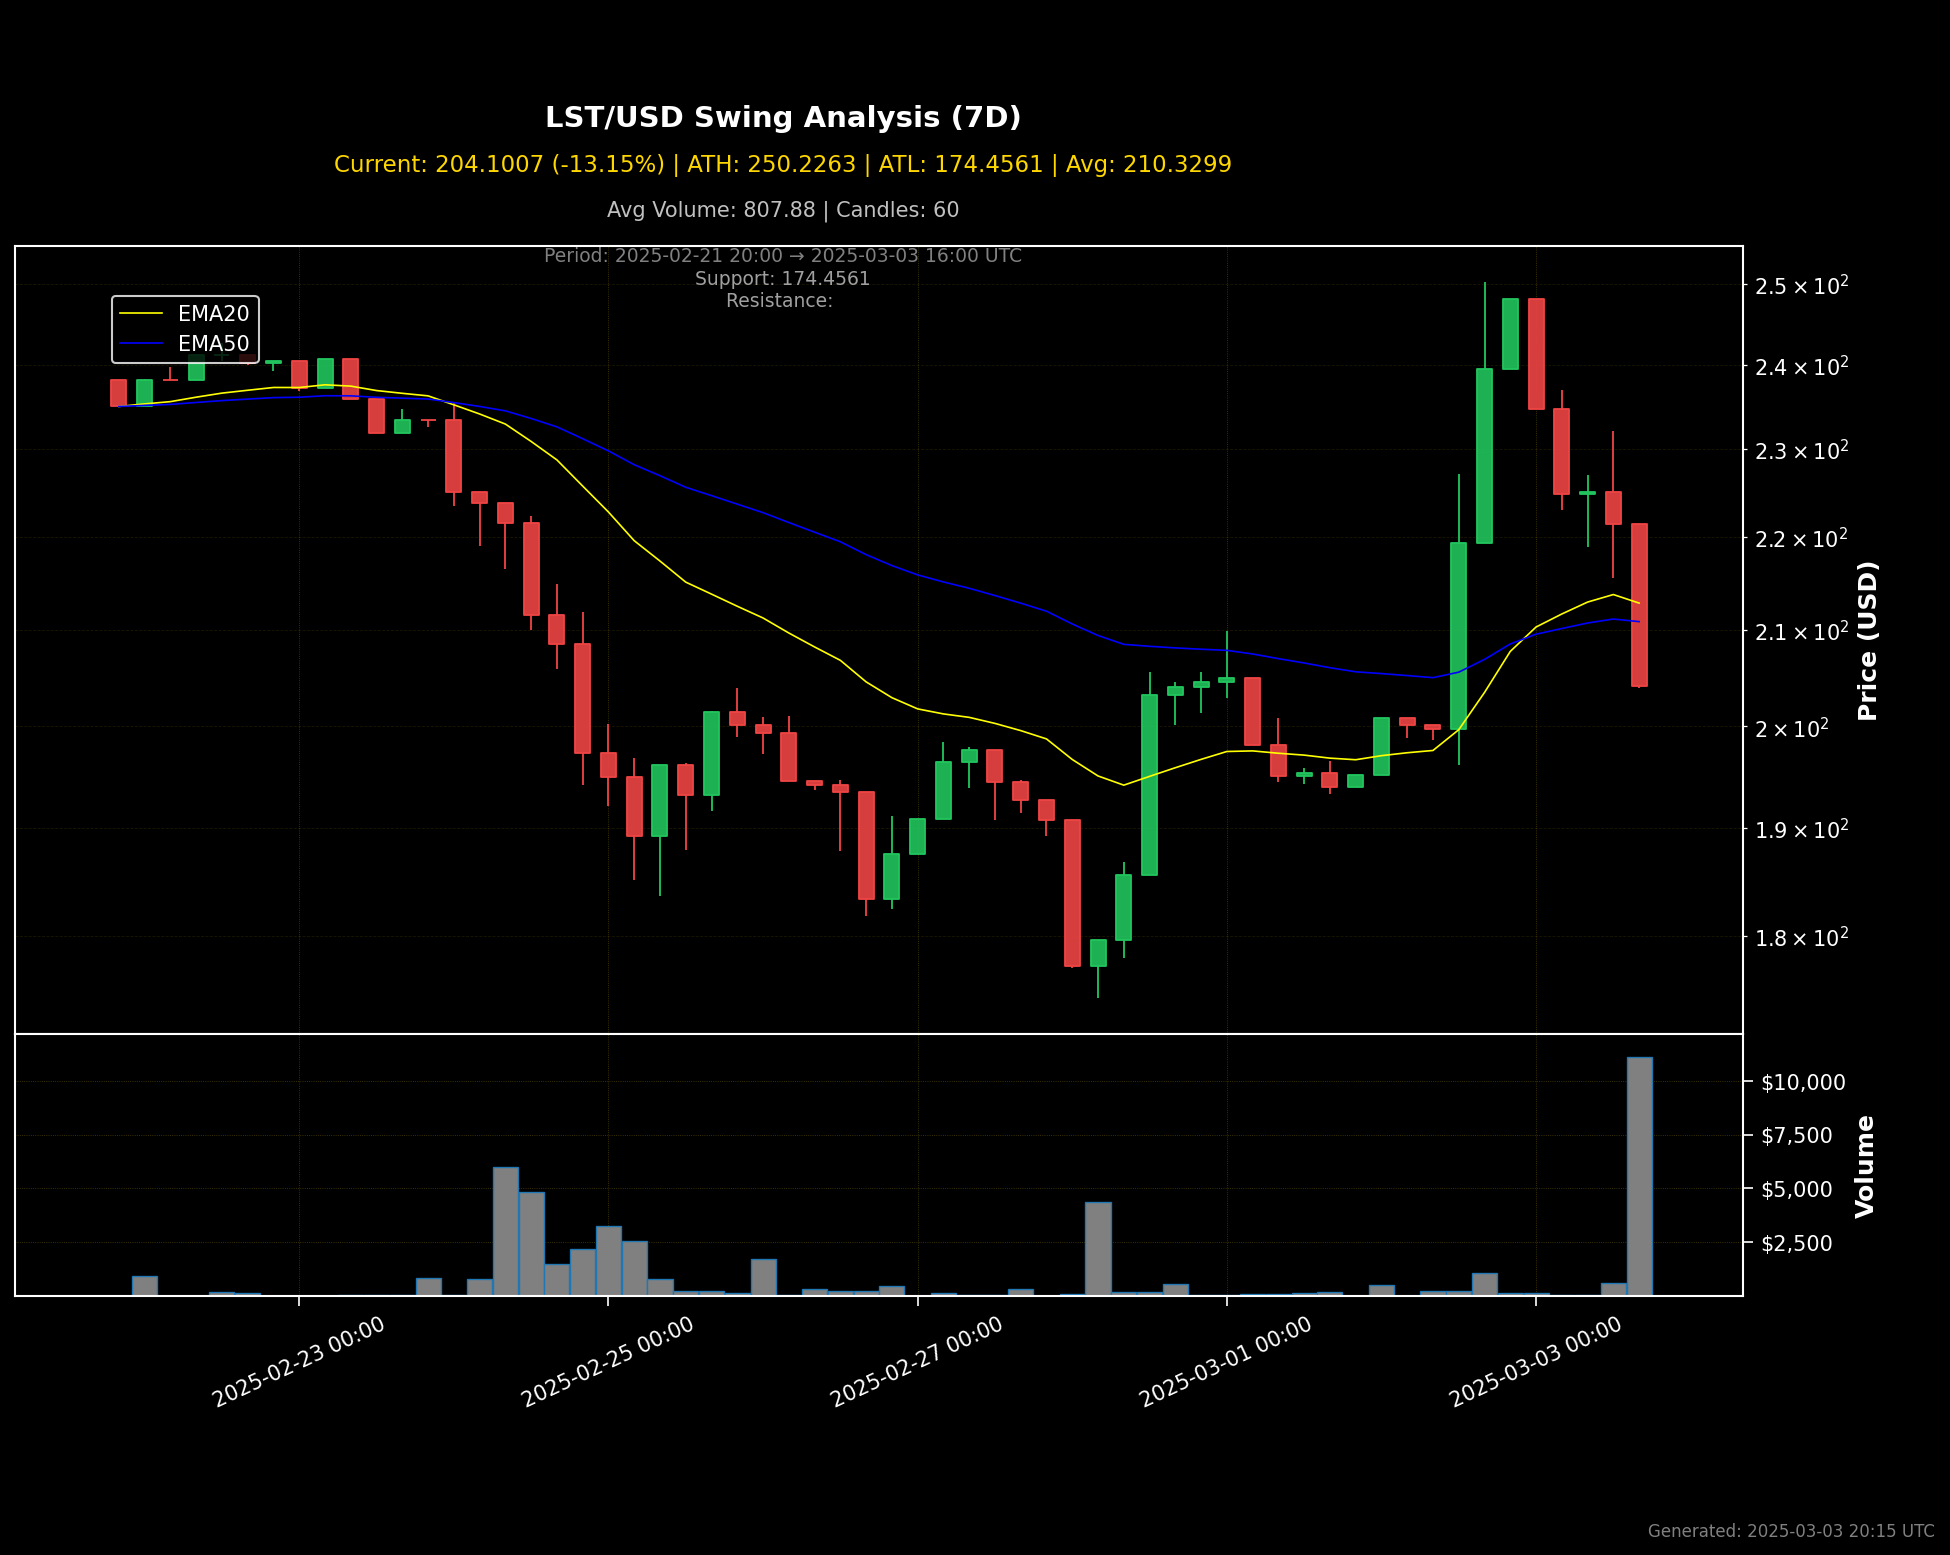 LST/USD Swing Analysis (7D)
Current: 204.1007 (-13.15%) | ATH: 250.2263 | ATL: 174.4561 | Avg: 210.3299
Avg Volume: 807.88 | Candles: 60
Period: 2025-02-21 20:00 → 2025-03-03 16:00 UTC
Support: 174.4561
Resistance:
EMA20
EMA50
2.5 × 10²
2.4 × 10²
2.3 × 10²
2.2 × 10²
2.1 × 10²
2 × 10²
1.9 × 10²
1.8 × 10²
Price (USD)
$10,000
$7,500
$5,000
$2,500
Volume
2025-02-23 00:00
2025-02-25 00:00
2025-02-27 00:00
2025-03-01 00:00
2025-03-03 00:00
Generated: 2025-03-03 20:15 UTC